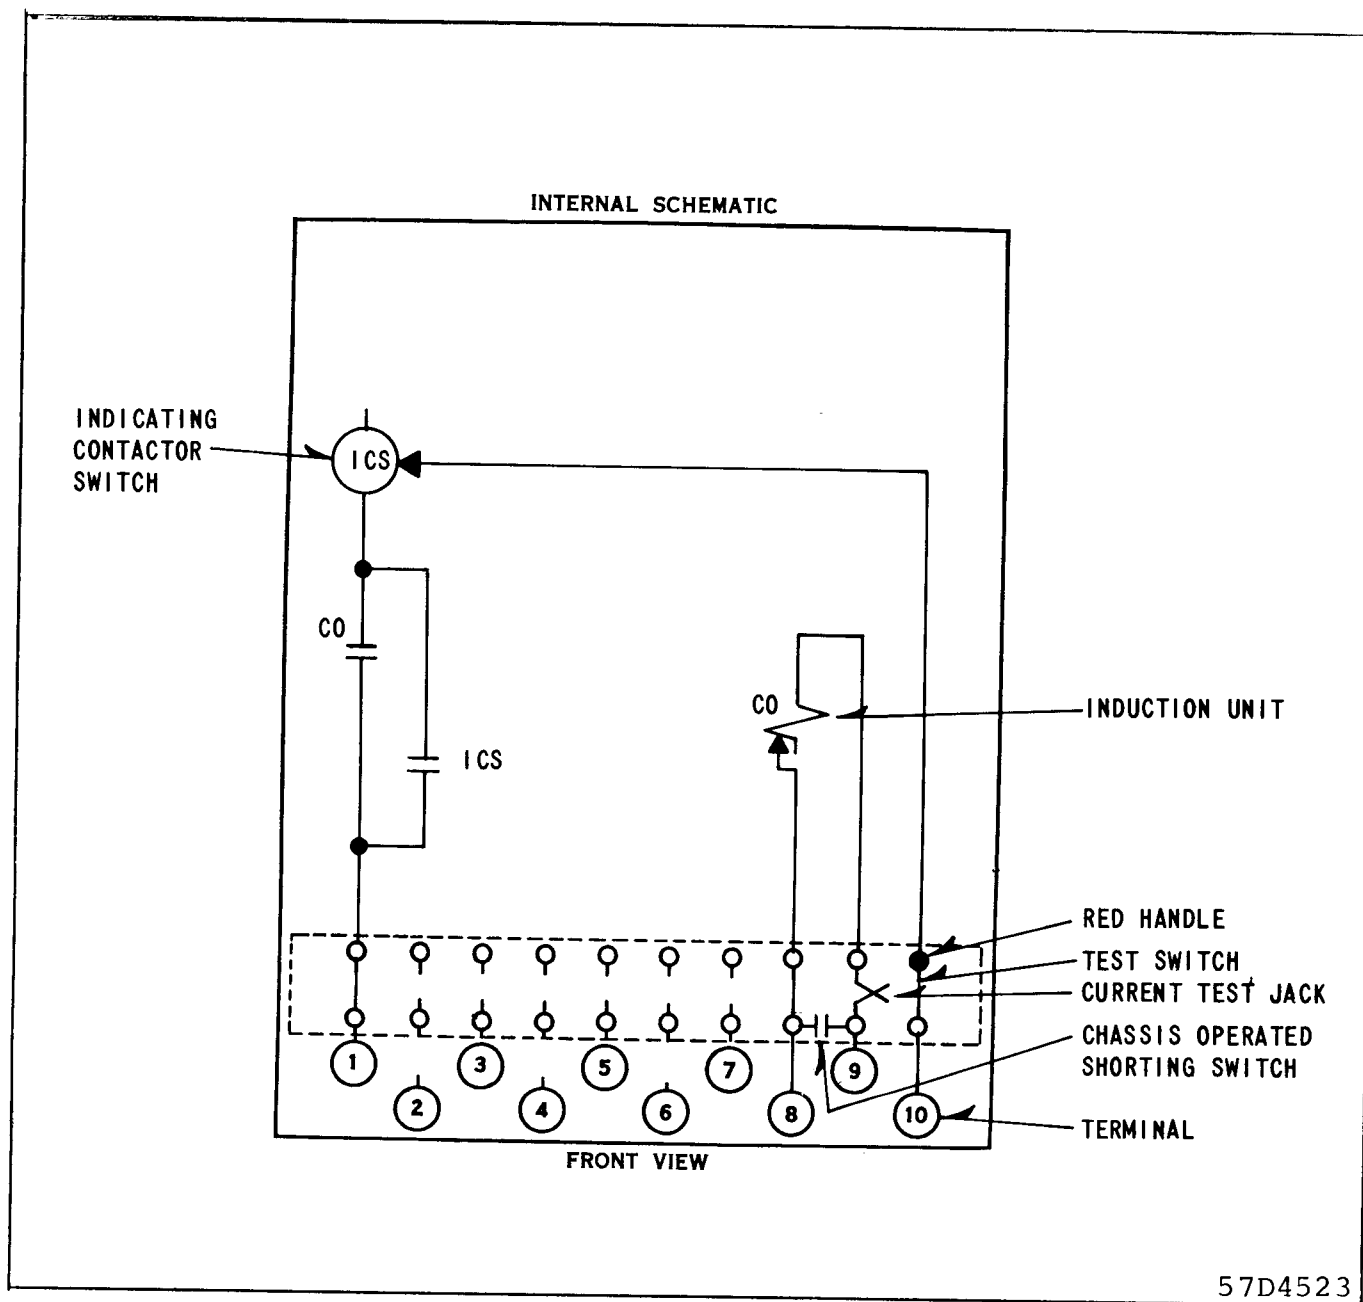 INTERNAL SCHEMATIC
INDICATING
CONTACTOR
SWITCH
ICS
CO
ICS
CO
INDUCTION UNIT
RED HANDLE
TEST SWITCH
CURRENT TEST JACK
CHASSIS OPERATED
SHORTING SWITCH
TERMINAL
1
3
5
7
9
2
4
6
8
10
FRONT VIEW
57D4523